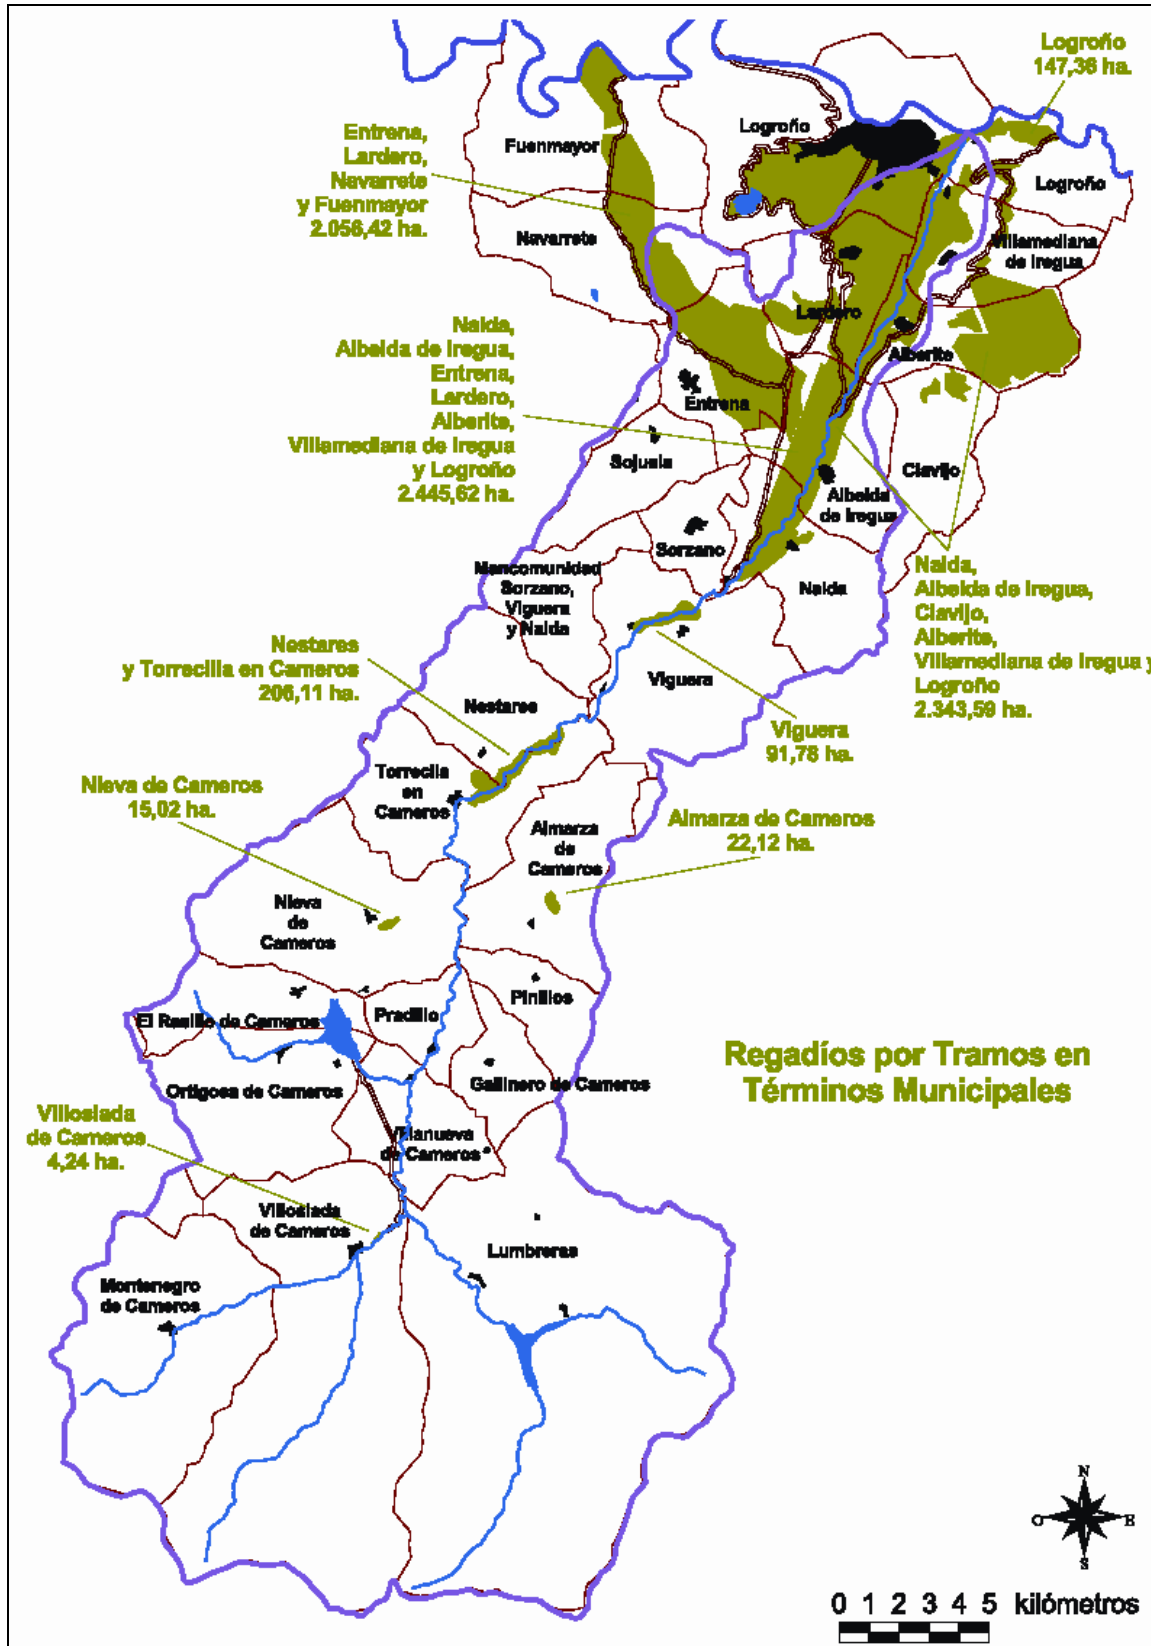 Logroño
147,36 ha.
Entrena,
Lardero,
Navarrete
y Fuenmayor
2.056,42 ha.
Fuenmayor
Logroño
Logroño
Navarrete
Villamediana
de Iregua
Nalda,
Albelda de Iregua,
Entrena,
Lardero,
Alberite,
Villamediana de Iregua
y Logroño
2.445,62 ha.
Lardero
Alberite
Entrena
Sojuela
Clavijo
Albelda
de Iregua
Sorzano
Mancomunidad
Sorzano,
Viguera
y Nalda
Nalda
Nalda,
Albelda de Iregua,
Clavijo,
Alberite,
Villamediana de Iregua y
Logroño
2.343,59 ha.
Nestares
y Torrecilla en Cameros
206,11 ha.
Viguera
Nestares
Viguera
91,78 ha.
Torrecilla
en
Cameros
Nieva de Cameros
15,02 ha.
Almarza
de
Cameros
Almarza de Cameros
22,12 ha.
Nieva
de
Cameros
Pinillos
El Rasillo de Cameros
Pradillo
Ortigosa de Cameros
Gallinero de Cameros
Regadíos por Tramos en
Términos Municipales
Villoslada
de Cameros
4,24 ha.
Villanueva
de Cameros
Villoslada
de Cameros
Lumbreras
Montenegro
de Cameros
N
O E
S
0 1 2 3 4 5 kilómetros